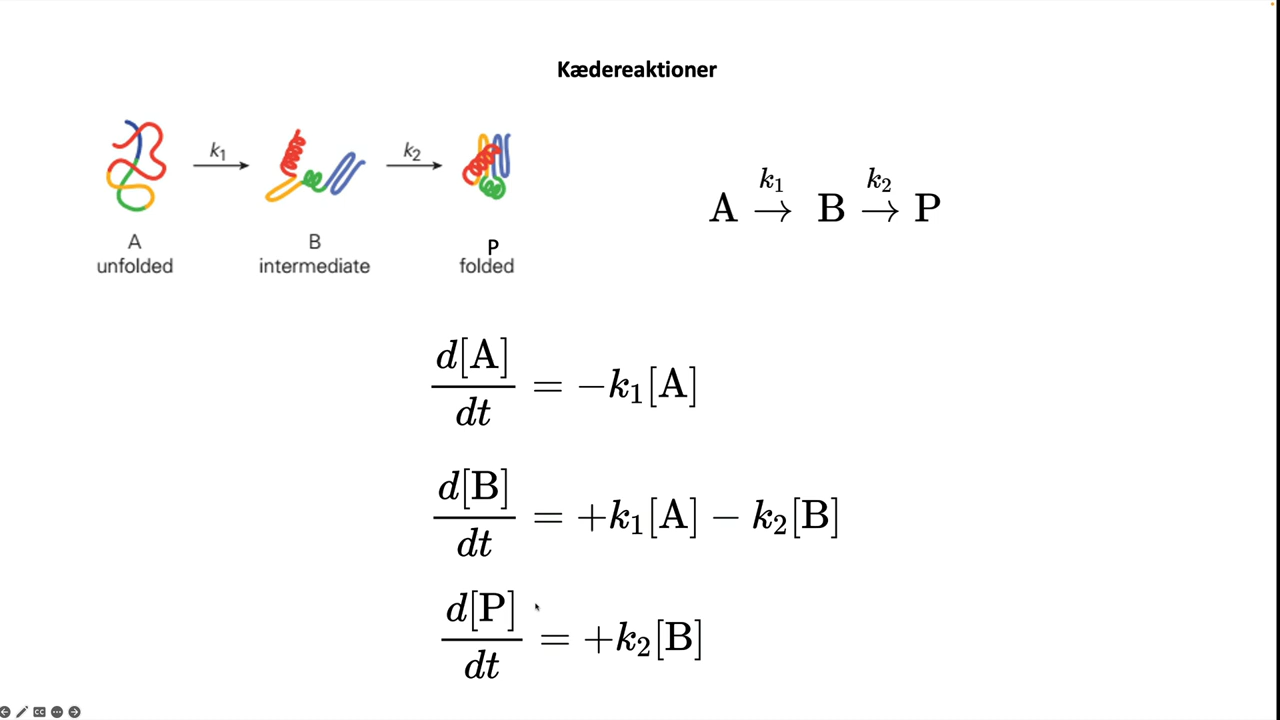 Kædereaktioner
k1 k2
A B P
unfolded intermediate folded
A →k1 B →k2 P
d[A]/dt = −k1[A]
d[B]/dt = +k1[A] − k2[B]
d[P]/dt = +k2[B]